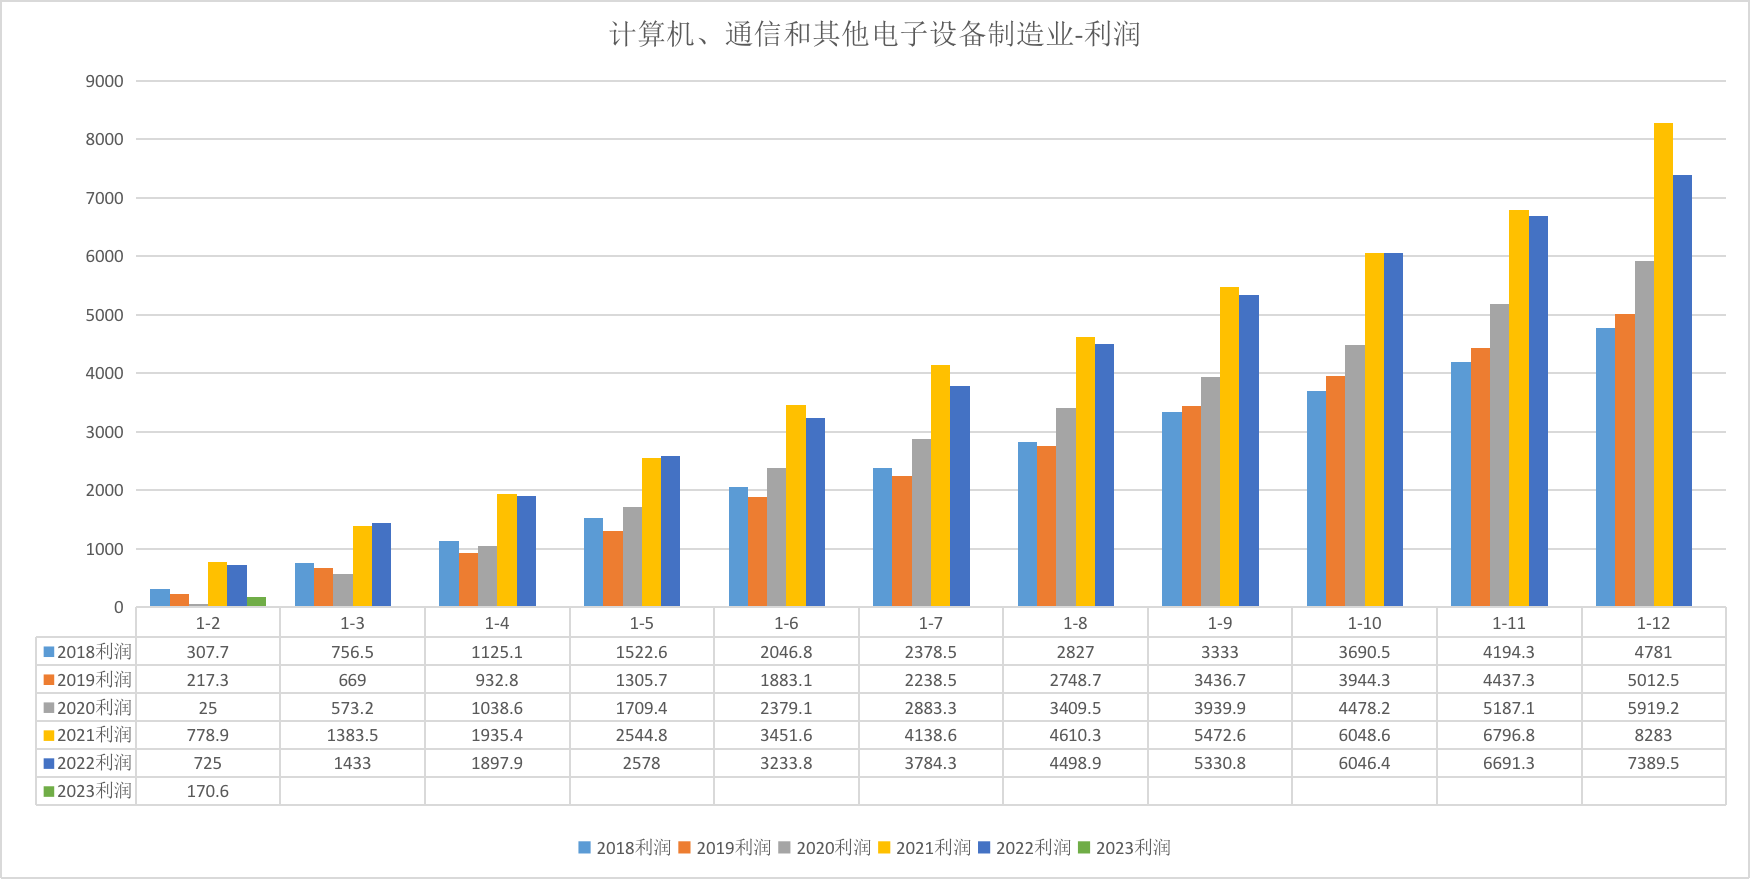 计算机、通信和其他电子设备制造业-利润
9000
8000
7000
6000
5000
4000
3000
2000
1000
0
1-2 1-3 1-4 1-5 1-6 1-7 1-8 1-9 1-10 1-11 1-12
2018利润 307.7 756.5 1125.1 1522.6 2046.8 2378.5 2827 3333 3690.5 4194.3 4781
2019利润 217.3 669 932.8 1305.7 1883.1 2238.5 2748.7 3436.7 3944.3 4437.3 5012.5
2020利润 25 573.2 1038.6 1709.4 2379.1 2883.3 3409.5 3939.9 4478.2 5187.1 5919.2
2021利润 778.9 1383.5 1935.4 2544.8 3451.6 4138.6 4610.3 5472.6 6048.6 6796.8 8283
2022利润 725 1433 1897.9 2578 3233.8 3784.3 4498.9 5330.8 6046.4 6691.3 7389.5
2023利润 170.6
2018利润 2019利润 2020利润 2021利润 2022利润 2023利润